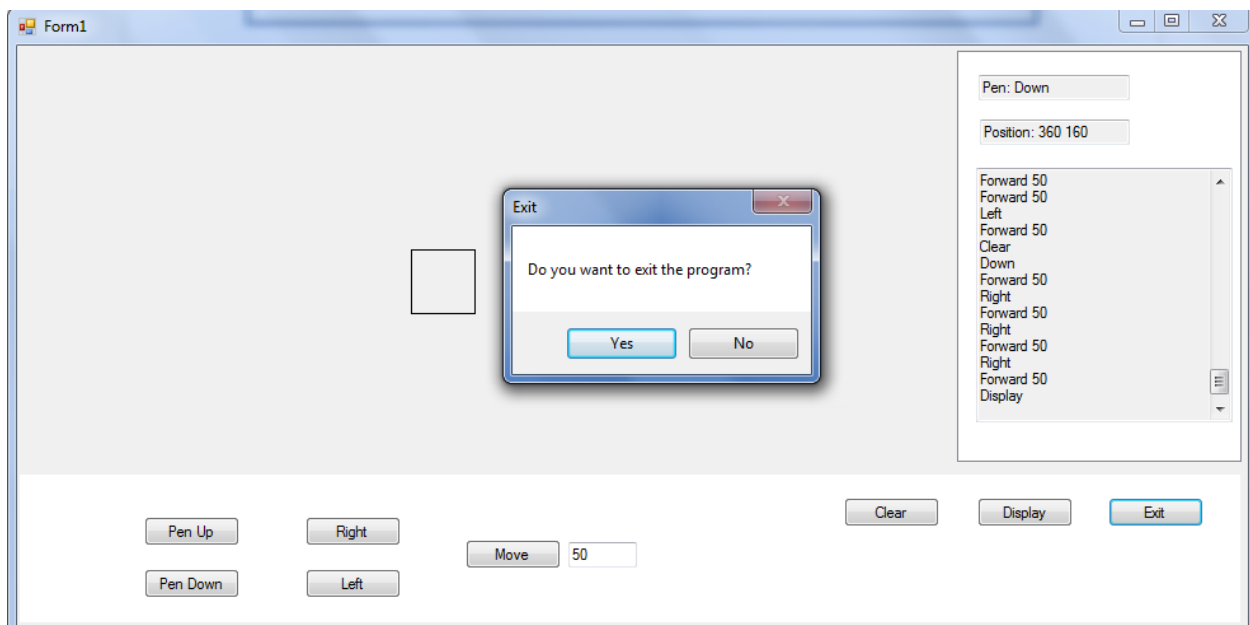 Form1
Pen: Down
Position: 360 160
Forward 50
Forward 50
Left
Forward 50
Clear
Down
Forward 50
Right
Forward 50
Right
Forward 50
Right
Forward 50
Display
Exit
Do you want to exit the program?
Yes No
Clear Display Exit
Pen Up Right
Move 50
Pen Down Left